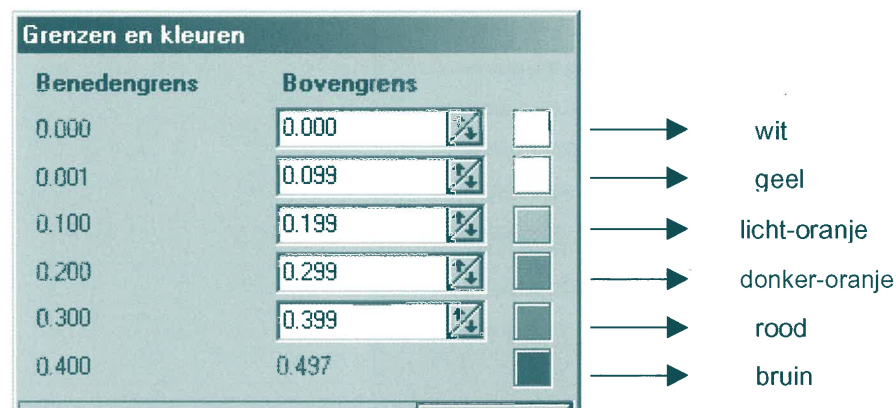 Grenzen en kleuren
Benedengrens Bovengrens
0.000 0.000 wit
0.001 0.099 geel
0.100 0.199 licht-oranje
0.200 0.299 donker-oranje
0.300 0.399 rood
0.400 0.497 bruin